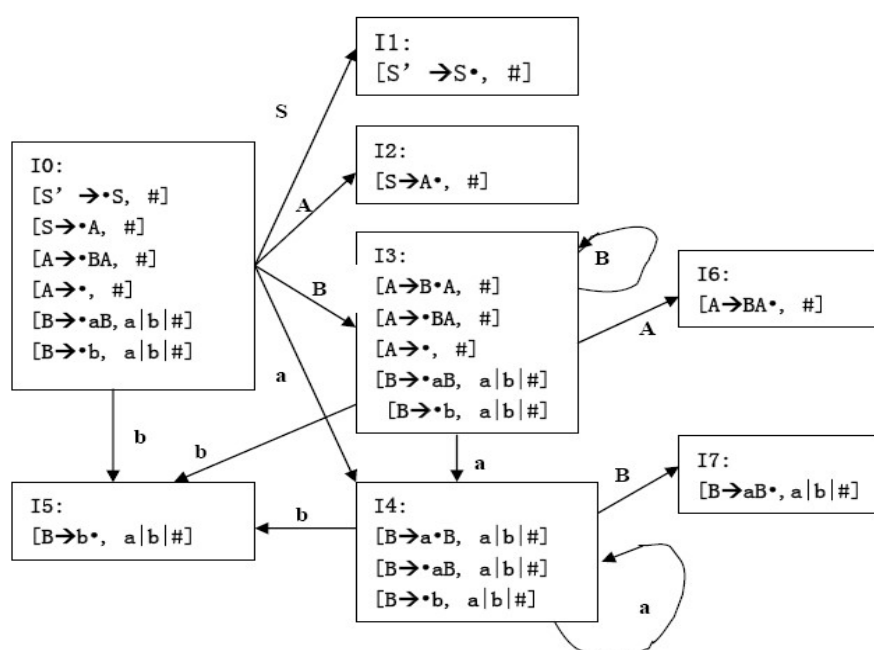 I1:
[S’ →S•, #]
S
I0:
[S’ →•S, #]
[S→•A, #]
[A→•BA, #]
[A→•, #]
[B→•aB, a|b|#]
[B→•b, a|b|#]
I2:
[S→A•, #]
A
I3:
[A→B•A, #]
[A→•BA, #]
[A→•, #]
[B→•aB, a|b|#]
[B→•b, a|b|#]
B
B
I6:
[A→BA•, #]
A
a
b
b
a
I5:
[B→b•, a|b|#]
b
I4:
[B→a•B, a|b|#]
[B→•aB, a|b|#]
[B→•b, a|b|#]
B
I7:
[B→aB•, a|b|#]
a